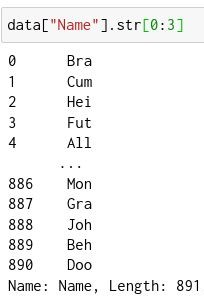 data["Name"].str[0:3]
0 Bra
1 Cum
2 Hei
3 Fut
4 All
...
886 Mon
887 Gra
888 Joh
889 Beh
890 Doo
Name: Name, Length: 891